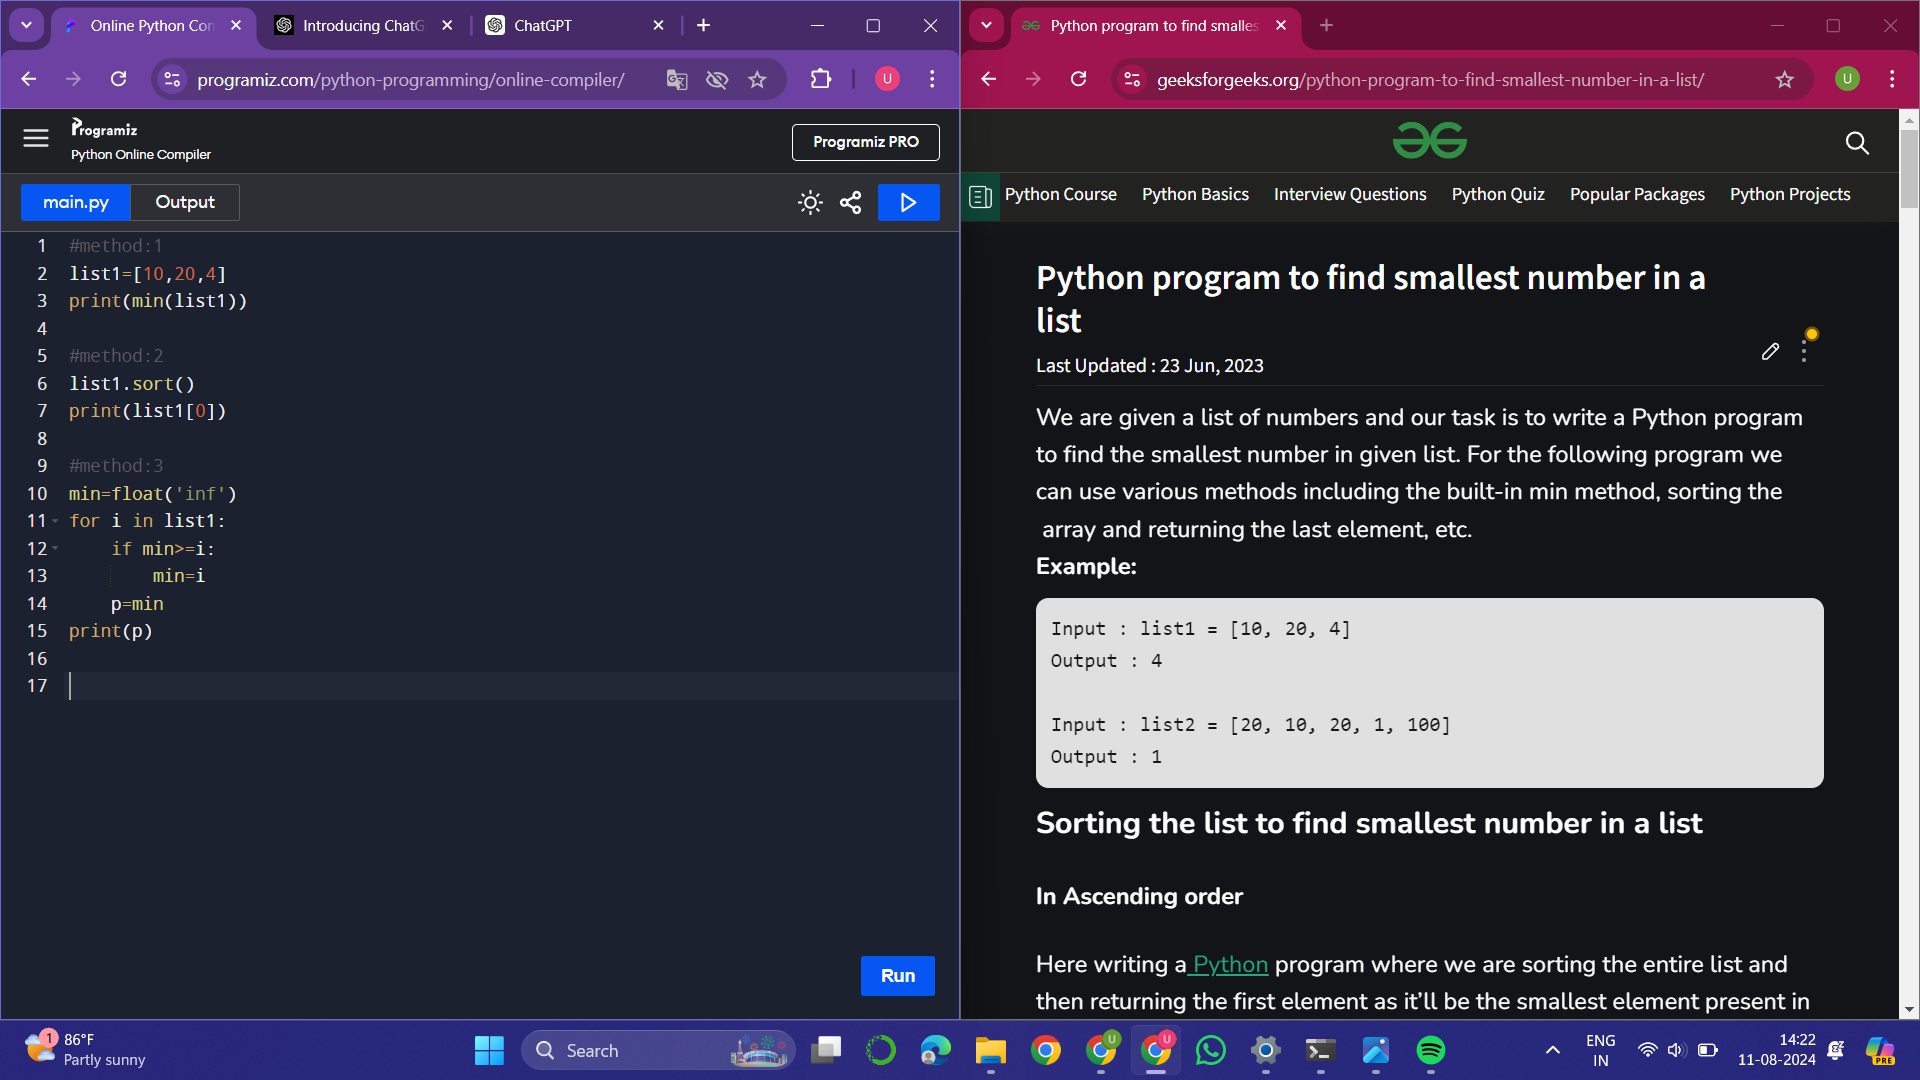 Online Python Con
Introducing ChatG
ChatGPT
programiz.com/python-programming/online-compiler/
U
Programiz
Python Online Compiler
Programiz PRO
main.py
Output
1 #method:1
2 list1=[10,20,4]
3 print(min(list1))
4
5 #method:2
6 list1.sort()
7 print(list1[0])
8
9 #method:3
10 min=float('inf')
11 for i in list1:
12     if min>=i:
13         min=i
14     p=min
15 print(p)
16
17
Run
Python program to find smalles
geeksforgeeks.org/python-program-to-find-smallest-number-in-a-list/
U
Python Course
Python Basics
Interview Questions
Python Quiz
Popular Packages
Python Projects
Python program to find smallest number in a
list
Last Updated : 23 Jun, 2023
We are given a list of numbers and our task is to write a Python program
to find the smallest number in given list. For the following program we
can use various methods including the built-in min method, sorting the
array and returning the last element, etc.
Example:
Input : list1 = [10, 20, 4]
Output : 4
Input : list2 = [20, 10, 20, 1, 100]
Output : 1
Sorting the list to find smallest number in a list
In Ascending order
Here writing a Python program where we are sorting the entire list and
then returning the first element as it’ll be the smallest element present in
1
86°F
Partly sunny
Search
U
U
ENG
IN
14:22
11-08-2024
PRE